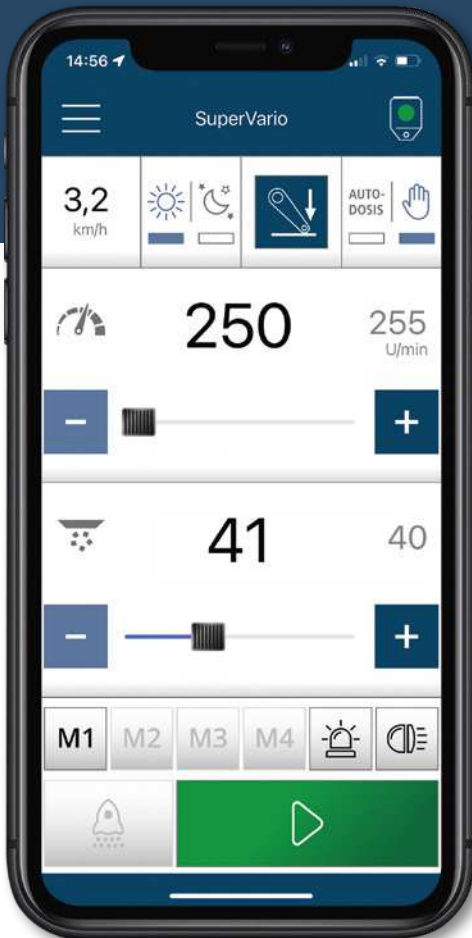 14:56
SuperVario
3,2
km/h
AUTO-
DOSIS
250
255
U/min
−
+
41
40
−
+
M1 M2 M3 M4